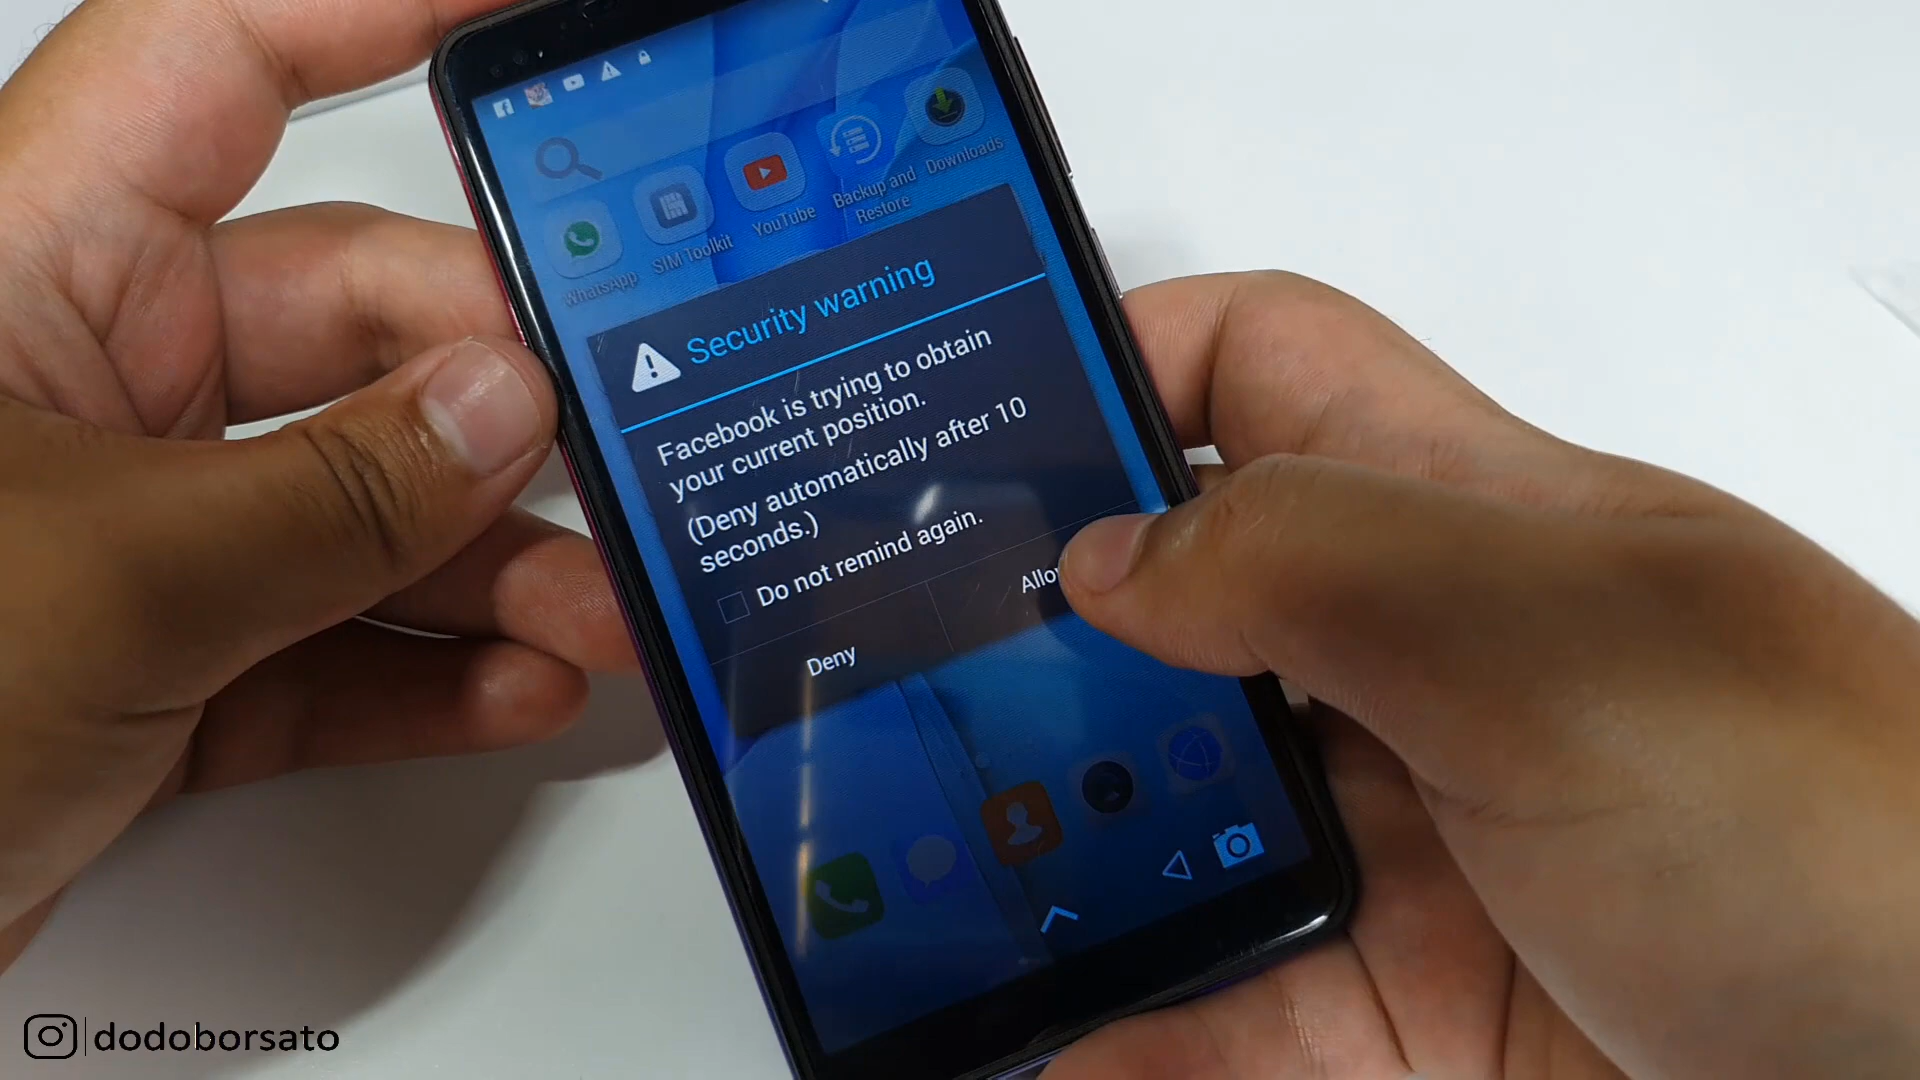 Downloads
Backup and
Restore
YouTube
SIM Toolkit
WhatsApp
Security warning
Facebook is trying to obtain
your current position.
(Deny automatically after 10
seconds.)
Do not remind again.
Deny
Allo
dodoborsato